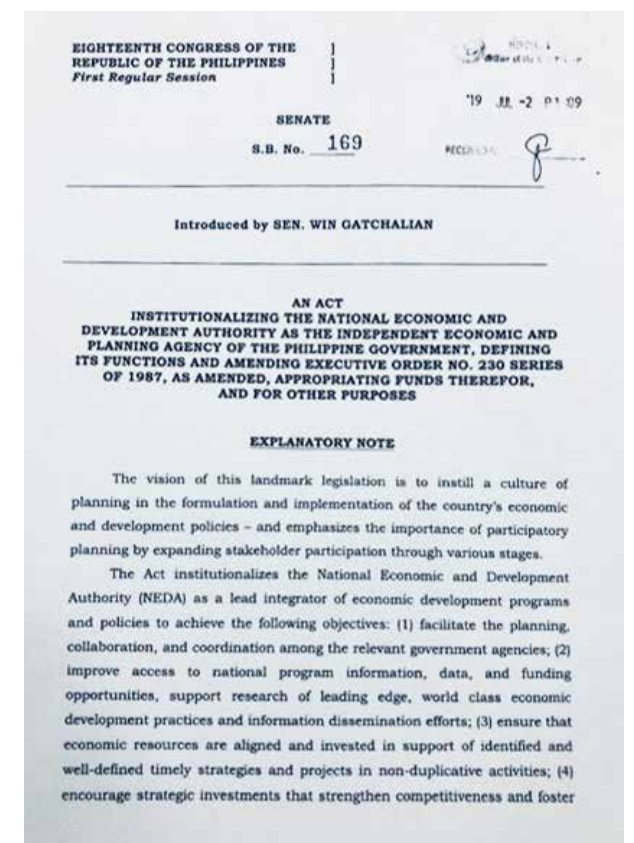 EIGHTEENTH CONGRESS OF THE ]
REPUBLIC OF THE PHILIPPINES ]
First Regular Session ]
'19 JUL -2 P1:09
SENATE
S.B. No. 169
Introduced by SEN. WIN GATCHALIAN
AN ACT
INSTITUTIONALIZING THE NATIONAL ECONOMIC AND
DEVELOPMENT AUTHORITY AS THE INDEPENDENT ECONOMIC AND
PLANNING AGENCY OF THE PHILIPPINE GOVERNMENT, DEFINING
ITS FUNCTIONS AND AMENDING EXECUTIVE ORDER NO. 230 SERIES
OF 1987, AS AMENDED, APPROPRIATING FUNDS THEREFOR,
AND FOR OTHER PURPOSES
EXPLANATORY NOTE
The vision of this landmark legislation is to instill a culture of
planning in the formulation and implementation of the country's economic
and development policies – and emphasizes the importance of participatory
planning by expanding stakeholder participation through various stages.
The Act institutionalizes the National Economic and Development
Authority (NEDA) as a lead integrator of economic development programs
and policies to achieve the following objectives: (1) facilitate the planning,
collaboration, and coordination among the relevant government agencies; (2)
improve access to national program information, data, and funding
opportunities, support research of leading edge, world class economic
development practices and information dissemination efforts; (3) ensure that
economic resources are aligned and invested in support of identified and
well-defined timely strategies and projects in non-duplicative activities; (4)
encourage strategic investments that strengthen competitiveness and foster